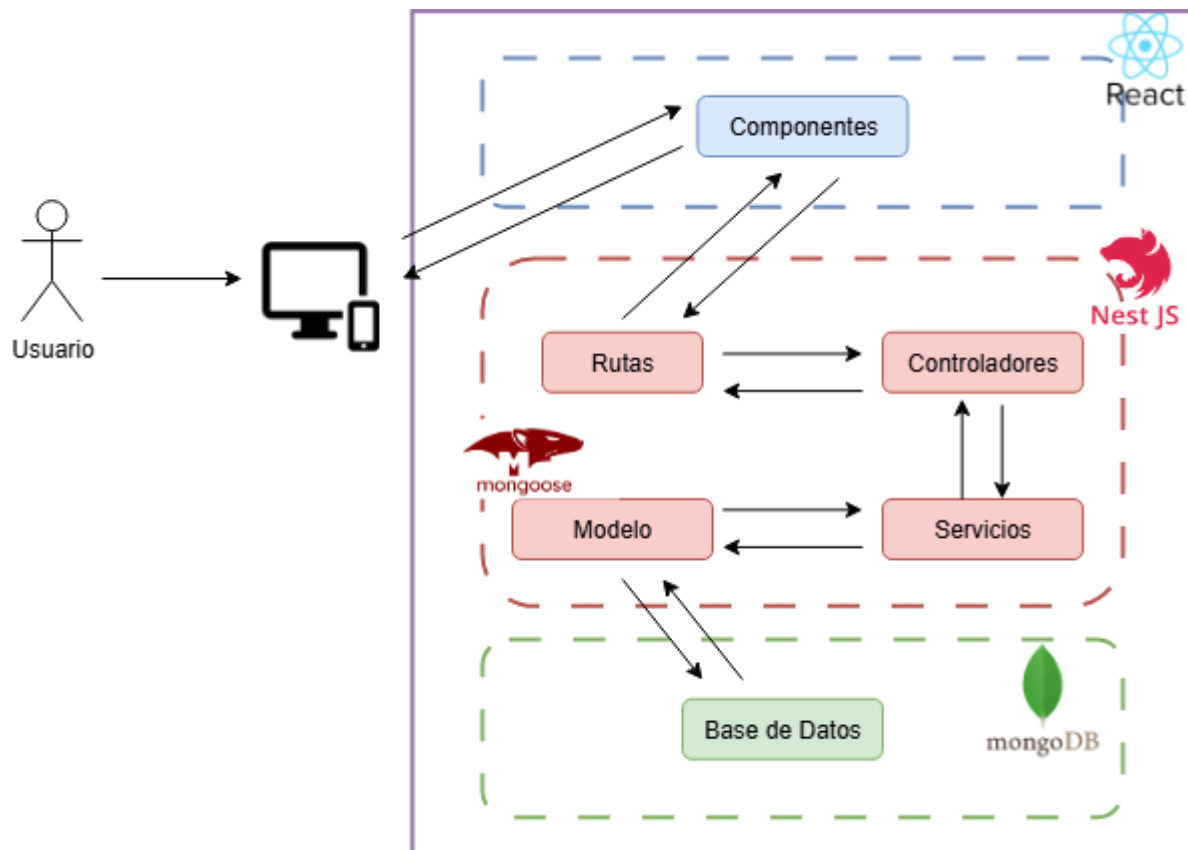 React
Componentes
Usuario
Nest JS
Rutas
Controladores
mongoose
Modelo
Servicios
Base de Datos
mongoDB